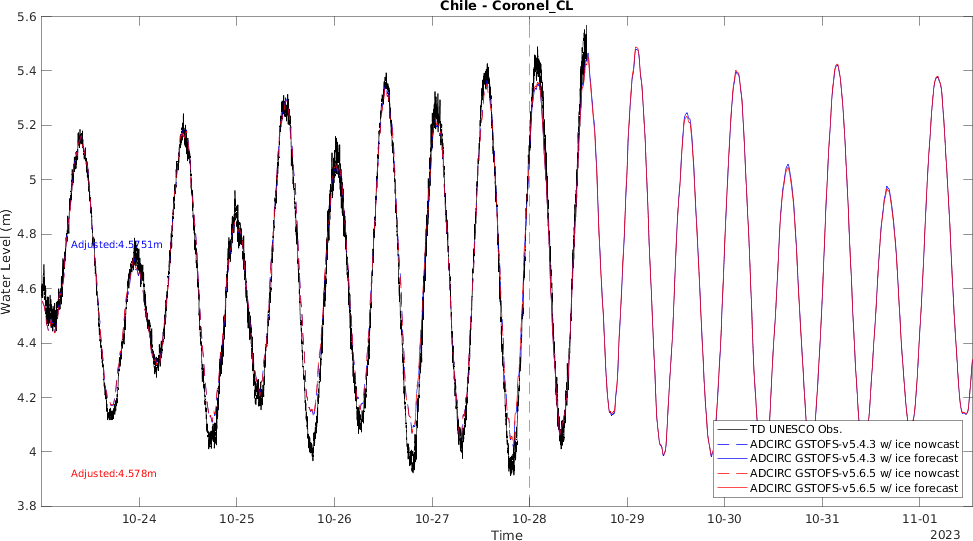 Chile - Coronel_CL
Water Level (m)
5.6
5.4
5.2
5
4.8
4.6
4.4
4.2
4
3.8
Adjusted:4.5751m
Adjusted:4.578m
TD UNESCO Obs.
ADCIRC GSTOFS-v5.4.3 w/ ice nowcast
ADCIRC GSTOFS-v5.4.3 w/ ice forecast
ADCIRC GSTOFS-v5.6.5 w/ ice nowcast
ADCIRC GSTOFS-v5.6.5 w/ ice forecast
10-24 10-25 10-26 10-27 10-28 10-29 10-30 10-31 11-01
Time
2023